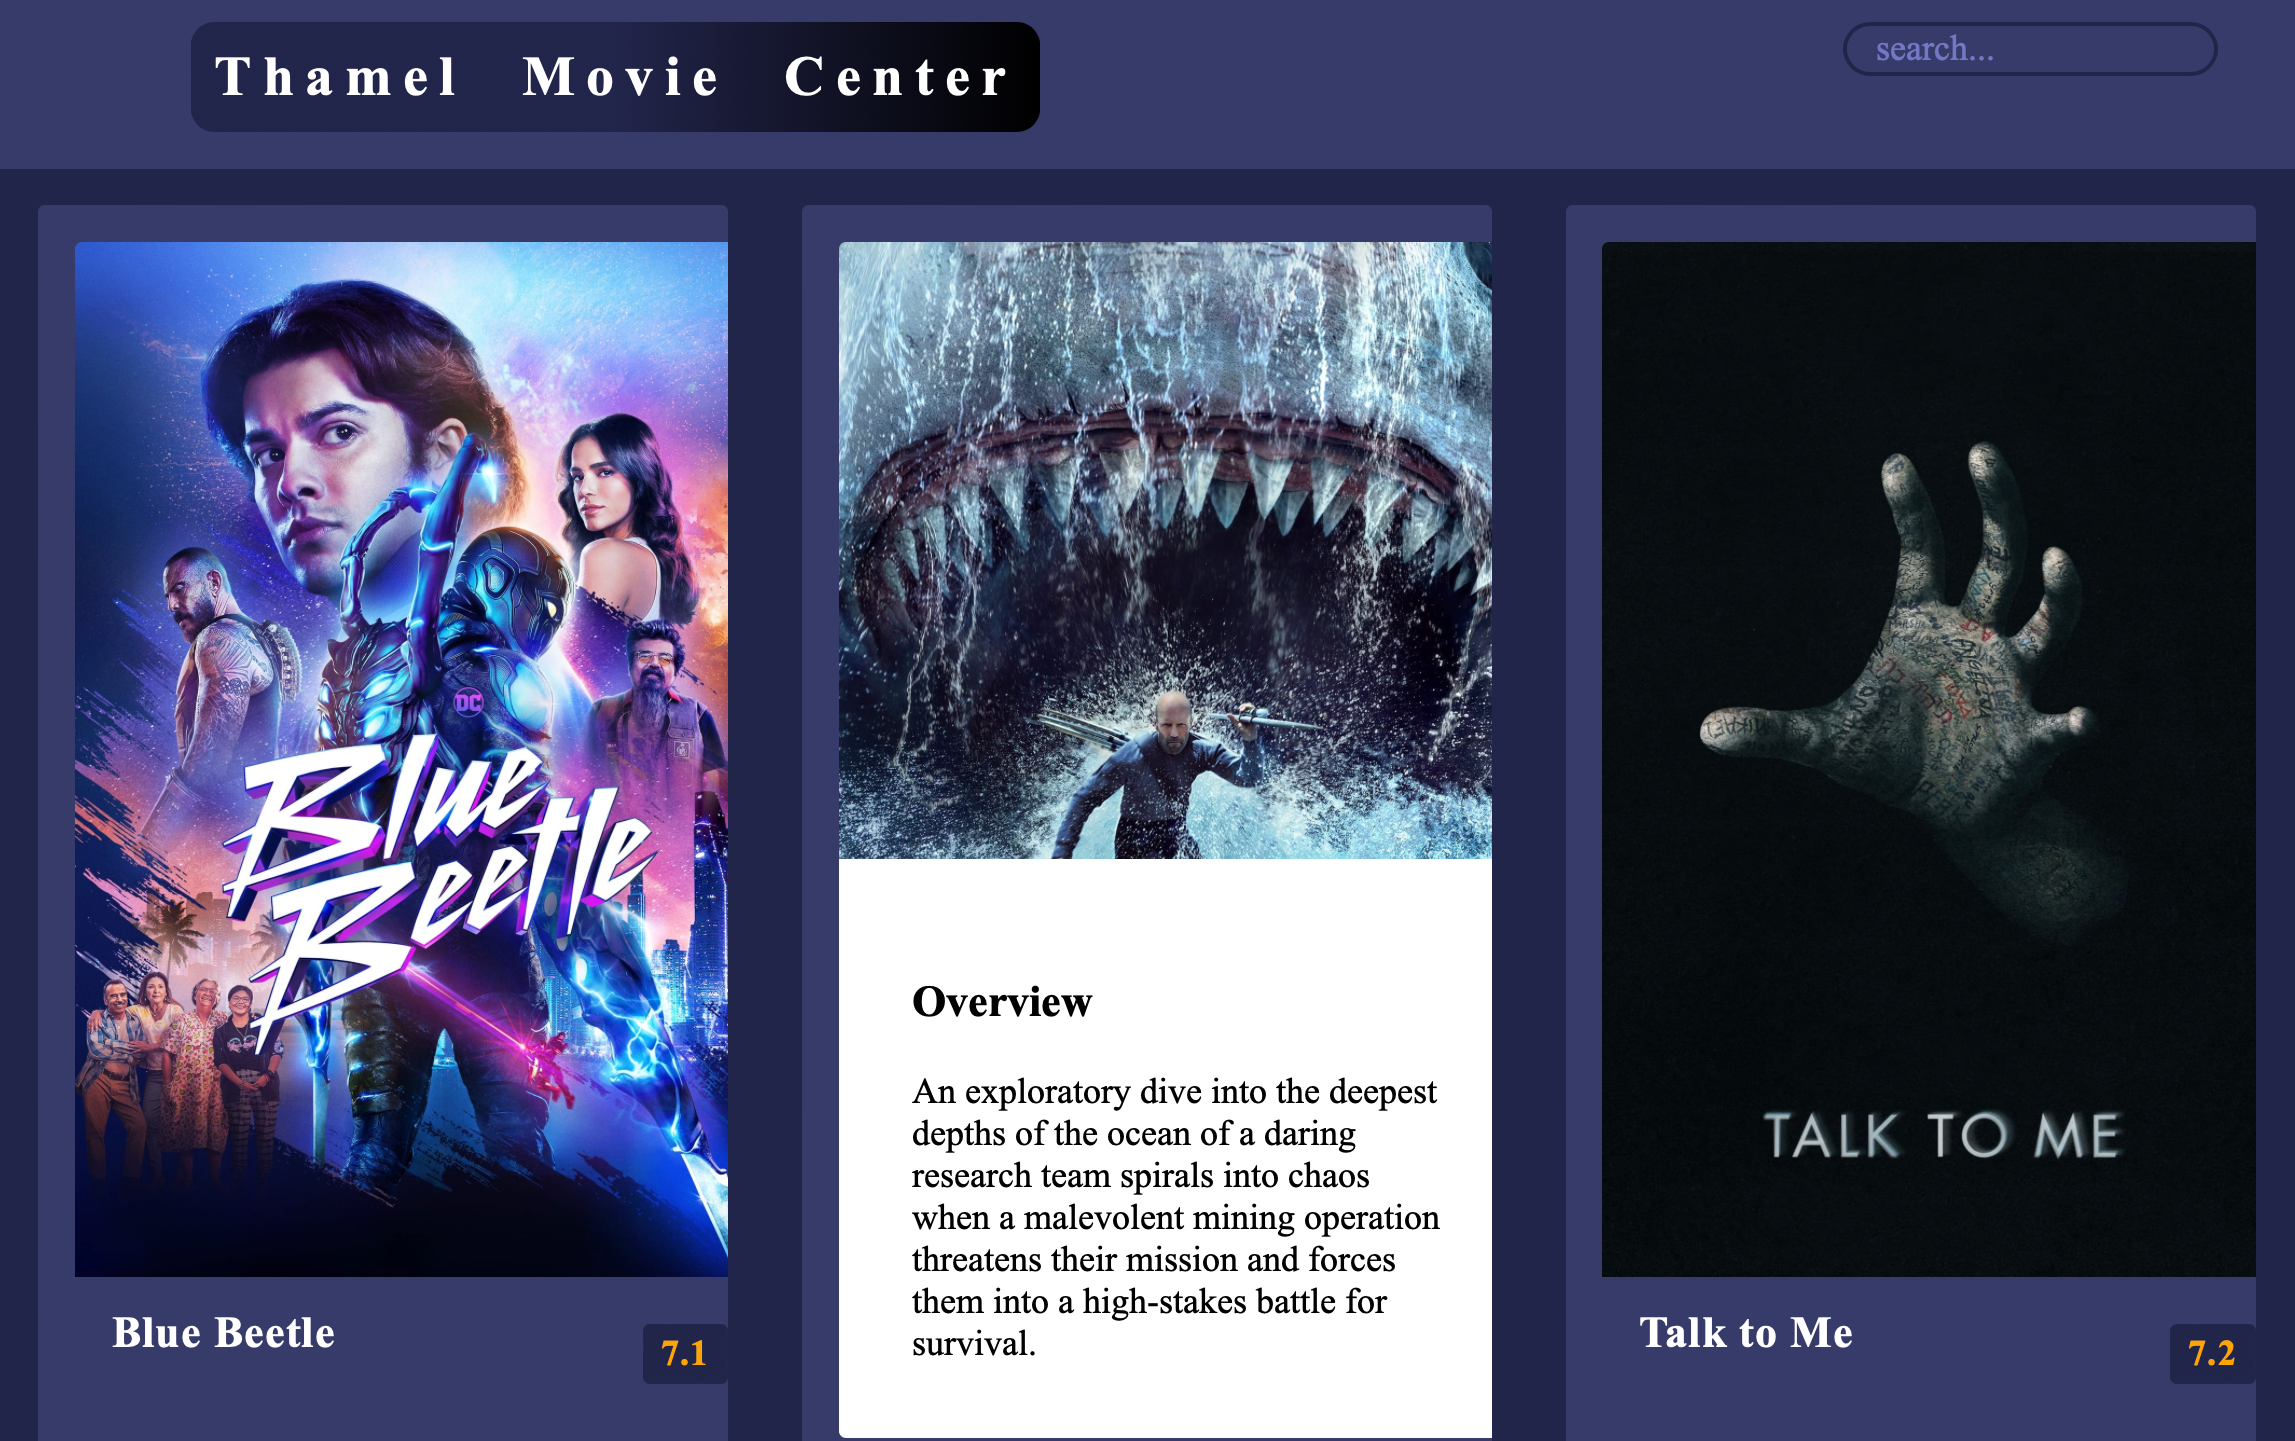 Thamel Movie Center
search...
DC
Blue
Beetle
TALK TO ME
Overview
An exploratory dive into the deepest
depths of the ocean of a daring
research team spirals into chaos
when a malevolent mining operation
threatens their mission and forces
them into a high-stakes battle for
survival.
Blue Beetle
7.1
Talk to Me
7.2